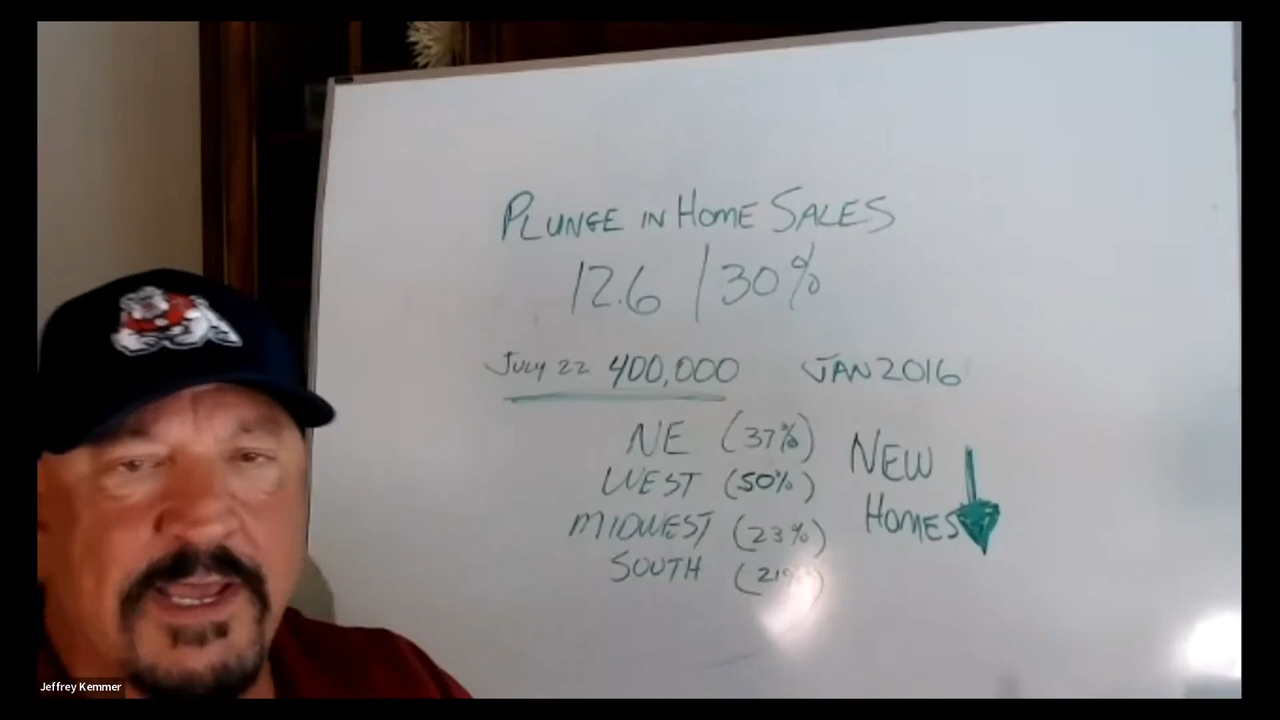 PLUNGE IN HOME SALES
12.6 / 30%
JULY 22 400,000 JAN 2016
NE (37%)
WEST (50%)
MIDWEST (23%)
SOUTH
NEW
HOMES
Jeffrey Kemmer